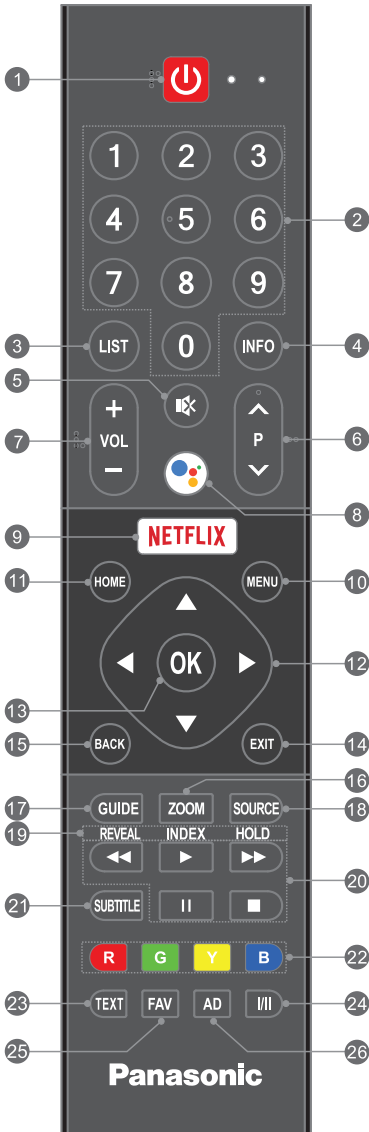 1
1 2 3
4 5 6
2
7 8 9
3
LIST 0 INFO
4
5
+
7
VOL
P
6
8
9
NETFLIX
11
HOME MENU
10
OK
12
13
15
BACK EXIT
14
16
17
GUIDE ZOOM SOURCE
18
19
REVEAL INDEX HOLD
20
21
SUBTITLE
R G Y B
22
23
TEXT FAV AD I/II
24
25
26
Panasonic